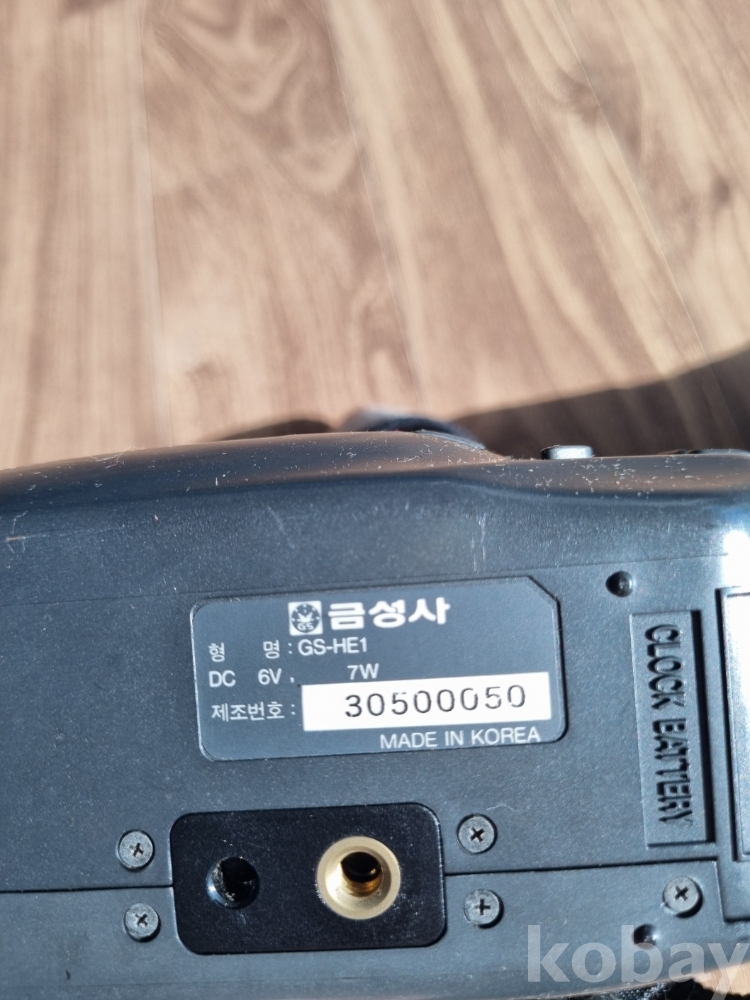 GS 금성사
형 명 : GS-HE1
DC 6V, 7W
제조번호 : 30500050
MADE IN KOREA
CLOCK BATTERY
kobay